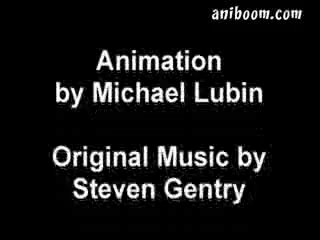 aniboom.com
Animation
by Michael Lubin
Original Music by
Steven Gentry